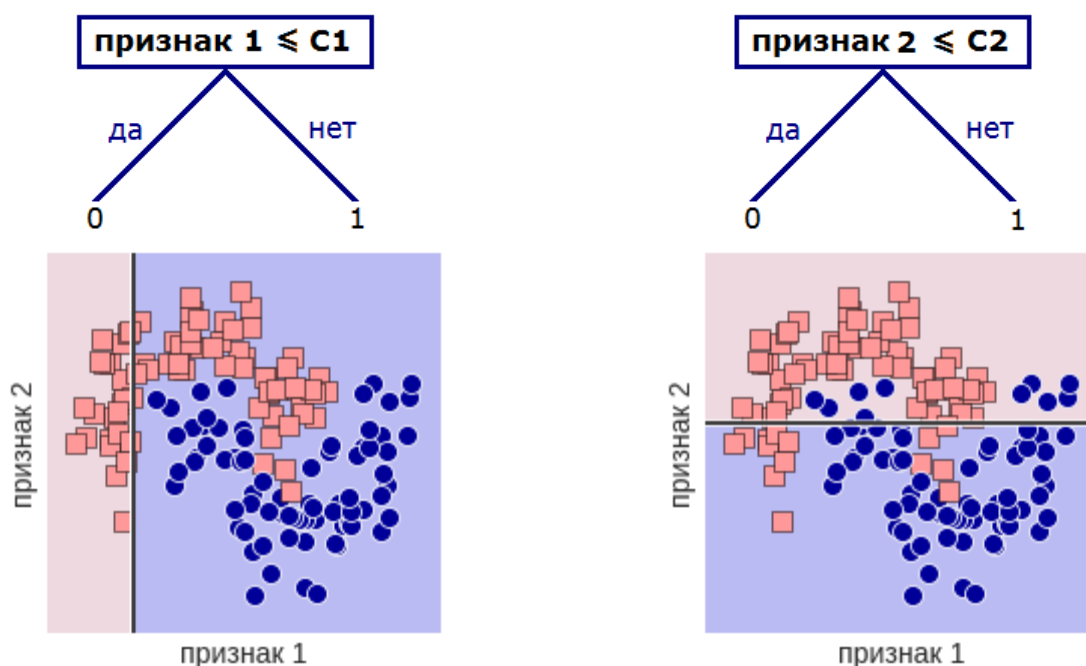 признак 1 ⩽ C1
да
нет
0
1
признак 2
признак 1
признак 2 ⩽ C2
да
нет
0
1
признак 2
признак 1